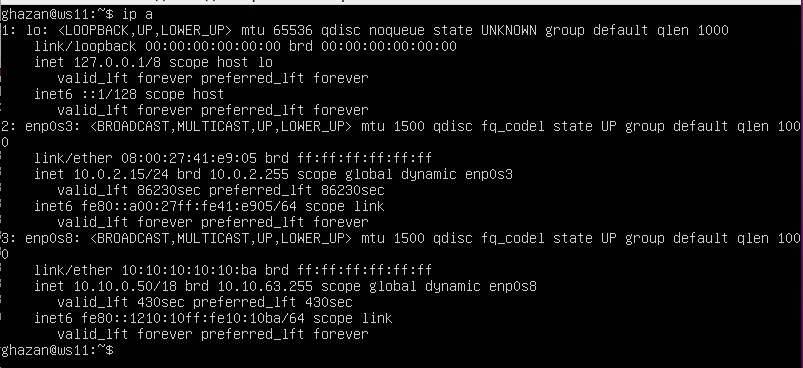 ghazan@ws11:~$ ip a
1: lo: <LOOPBACK,UP,LOWER_UP> mtu 65536 qdisc noqueue state UNKNOWN group default qlen 1000
    link/loopback 00:00:00:00:00:00 brd 00:00:00:00:00:00
    inet 127.0.0.1/8 scope host lo
       valid_lft forever preferred_lft forever
    inet6 ::1/128 scope host
       valid_lft forever preferred_lft forever
2: enp0s3: <BROADCAST,MULTICAST,UP,LOWER_UP> mtu 1500 qdisc fq_codel state UP group default qlen 100
0
    link/ether 08:00:27:41:e9:05 brd ff:ff:ff:ff:ff:ff
    inet 10.0.2.15/24 brd 10.0.2.255 scope global dynamic enp0s3
       valid_lft 86230sec preferred_lft 86230sec
    inet6 fe80::a00:27ff:fe41:e905/64 scope link
       valid_lft forever preferred_lft forever
3: enp0s8: <BROADCAST,MULTICAST,UP,LOWER_UP> mtu 1500 qdisc fq_codel state UP group default qlen 100
0
    link/ether 10:10:10:10:10:ba brd ff:ff:ff:ff:ff:ff
    inet 10.10.0.50/18 brd 10.10.63.255 scope global dynamic enp0s8
       valid_lft 430sec preferred_lft 430sec
    inet6 fe80::1210:10ff:fe10:10ba/64 scope link
       valid_lft forever preferred_lft forever
ghazan@ws11:~$